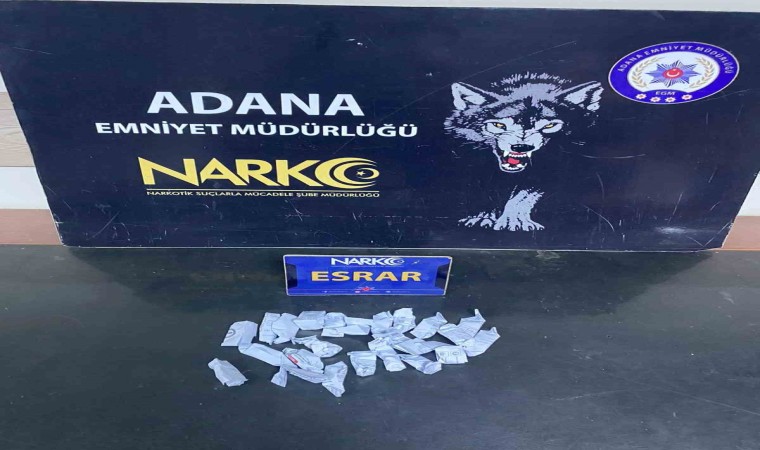 ADANA
EMNİYET MÜDÜRLÜĞÜ
NARKO
NARKOTİK SUÇLARLA MÜCADELE ŞUBE MÜDÜRLÜĞÜ
ADANA EMNİYET MÜDÜRLÜĞÜ
EGM
NARKO
ESRAR